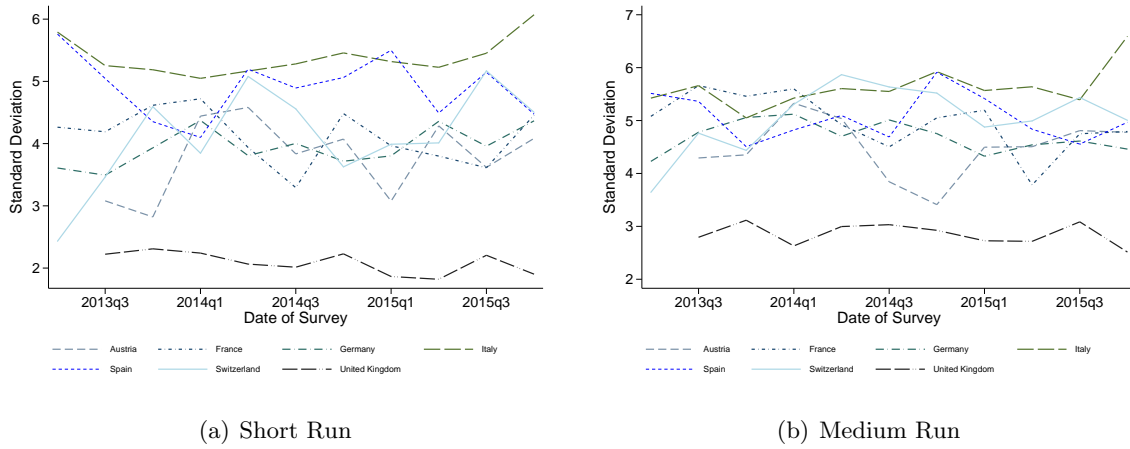 Standard Deviation
6
5
4
3
2
2013q3 2014q1 2014q3 2015q1 2015q3
Date of Survey
Austria France Germany Italy
Spain Switzerland United Kingdom
(a) Short Run
Standard Deviation
7
6
5
4
3
2
2013q3 2014q1 2014q3 2015q1 2015q3
Date of Survey
Austria France Germany Italy
Spain Switzerland United Kingdom
(b) Medium Run